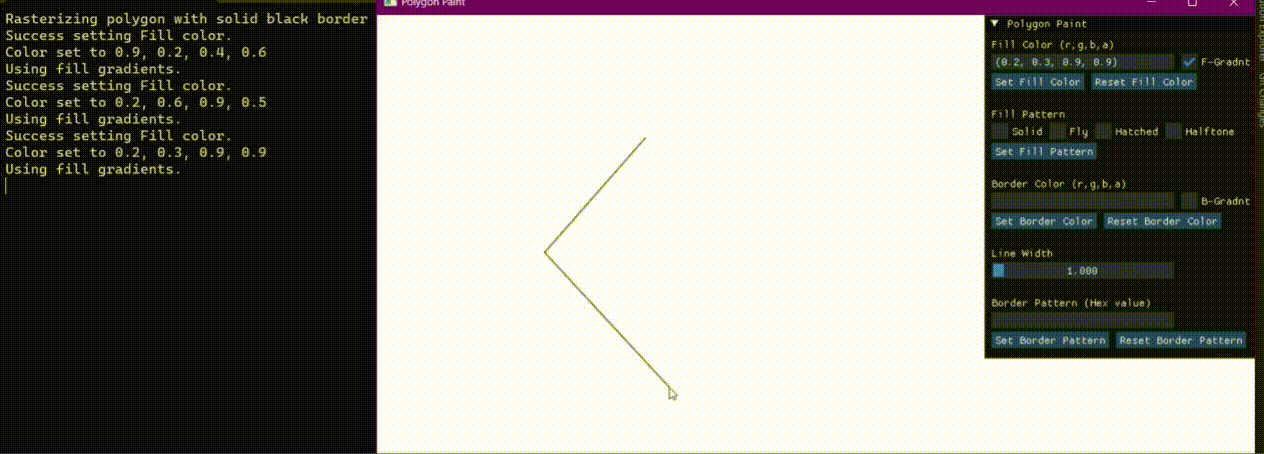 Rasterizing polygon with solid black border
Success setting Fill color.
Color set to 0.9, 0.2, 0.4, 0.6
Using fill gradients.
Success setting Fill color.
Color set to 0.2, 0.6, 0.9, 0.5
Using fill gradients.
Success setting Fill color.
Color set to 0.2, 0.3, 0.9, 0.9
Using fill gradients.
Polygon Paint
Polygon Paint
Fill Color (r,g,b,a)
(0.2, 0.3, 0.9, 0.9) F-Gradnt
Set Fill Color Reset Fill Color
Fill Pattern
Solid Fly Hatched Halftone
Set Fill Pattern
Border Color (r,g,b,a)
B-Gradnt
Set Border Color Reset Border Color
Line Width
1.000
Border Pattern (Hex value)
Set Border Pattern Reset Border Pattern
Changes